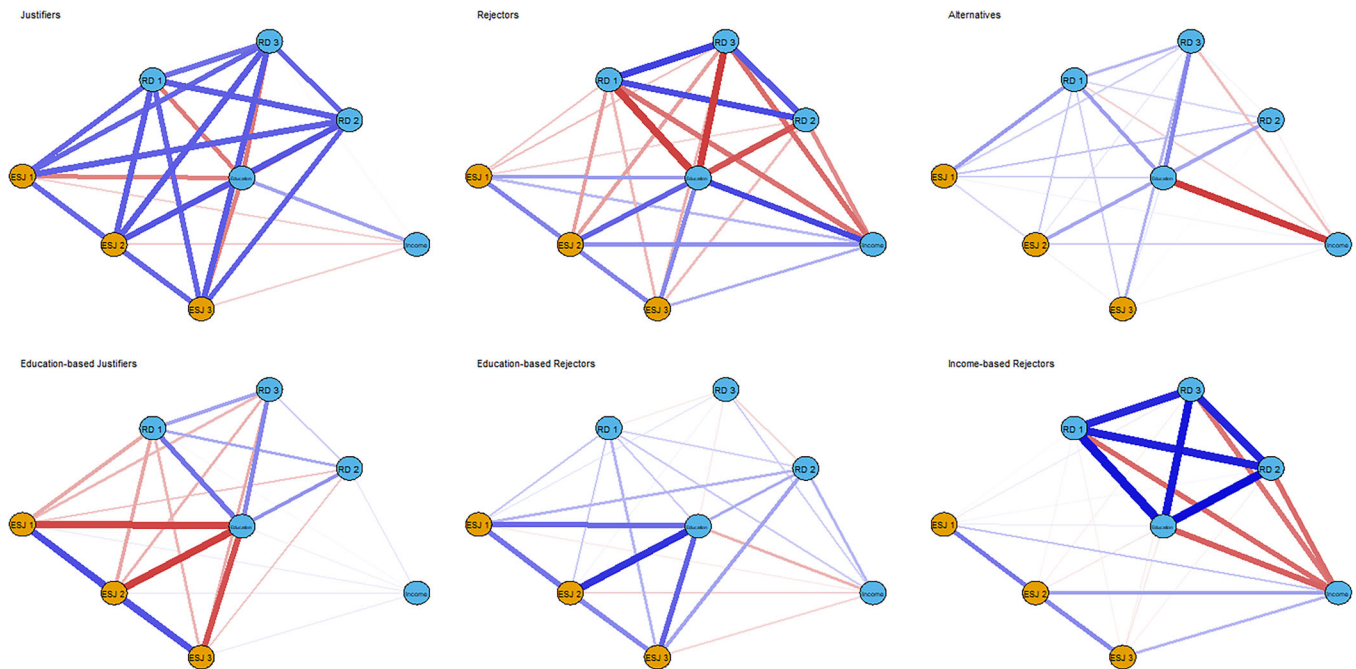 Justifiers
Rejectors
Alternatives
RD 3
RD 1
RD 2
ESJ 1
Education
ESJ 2
Income
ESJ 3
RD 3
RD 1
RD 2
ESJ 1
Education
ESJ 2
Income
ESJ 3
RD 3
RD 1
RD 2
ESJ 1
Education
ESJ 2
Income
ESJ 3
Education-based Justifiers
Education-based Rejectors
Income-based Rejectors
RD 3
RD 1
RD 2
ESJ 1
Education
ESJ 2
Income
ESJ 3
RD 3
RD 1
RD 2
ESJ 1
Education
ESJ 2
Income
ESJ 3
RD 3
RD 1
RD 2
ESJ 1
Education
ESJ 2
Income
ESJ 3